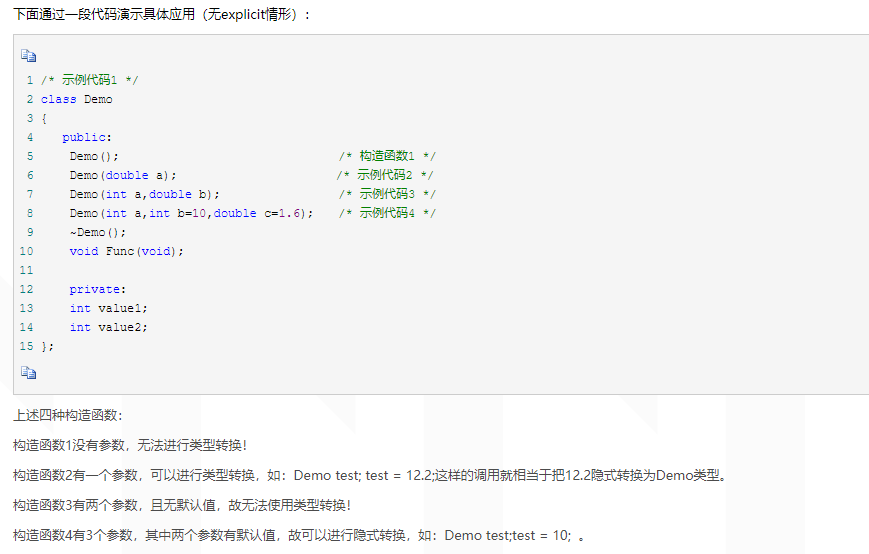 下面通过一段代码演示具体应用（无explicit情形）：
1 /* 示例代码1 */
2 class Demo
3 {
4 public:
5 Demo(); /* 构造函数1 */
6 Demo(double a); /* 示例代码2 */
7 Demo(int a,double b); /* 示例代码3 */
8 Demo(int a,int b=10,double c=1.6); /* 示例代码4 */
9 ~Demo();
10 void Func(void);
11
12 private:
13 int value1;
14 int value2;
15 };
上述四种构造函数：
构造函数1没有参数，无法进行类型转换！
构造函数2有一个参数，可以进行类型转换，如：Demo test; test = 12.2;这样的调用就相当于把12.2隐式转换为Demo类型。
构造函数3有两个参数，且无默认值，故无法使用类型转换！
构造函数4有3个参数，其中两个参数有默认值，故可以进行隐式转换，如：Demo test;test = 10; 。